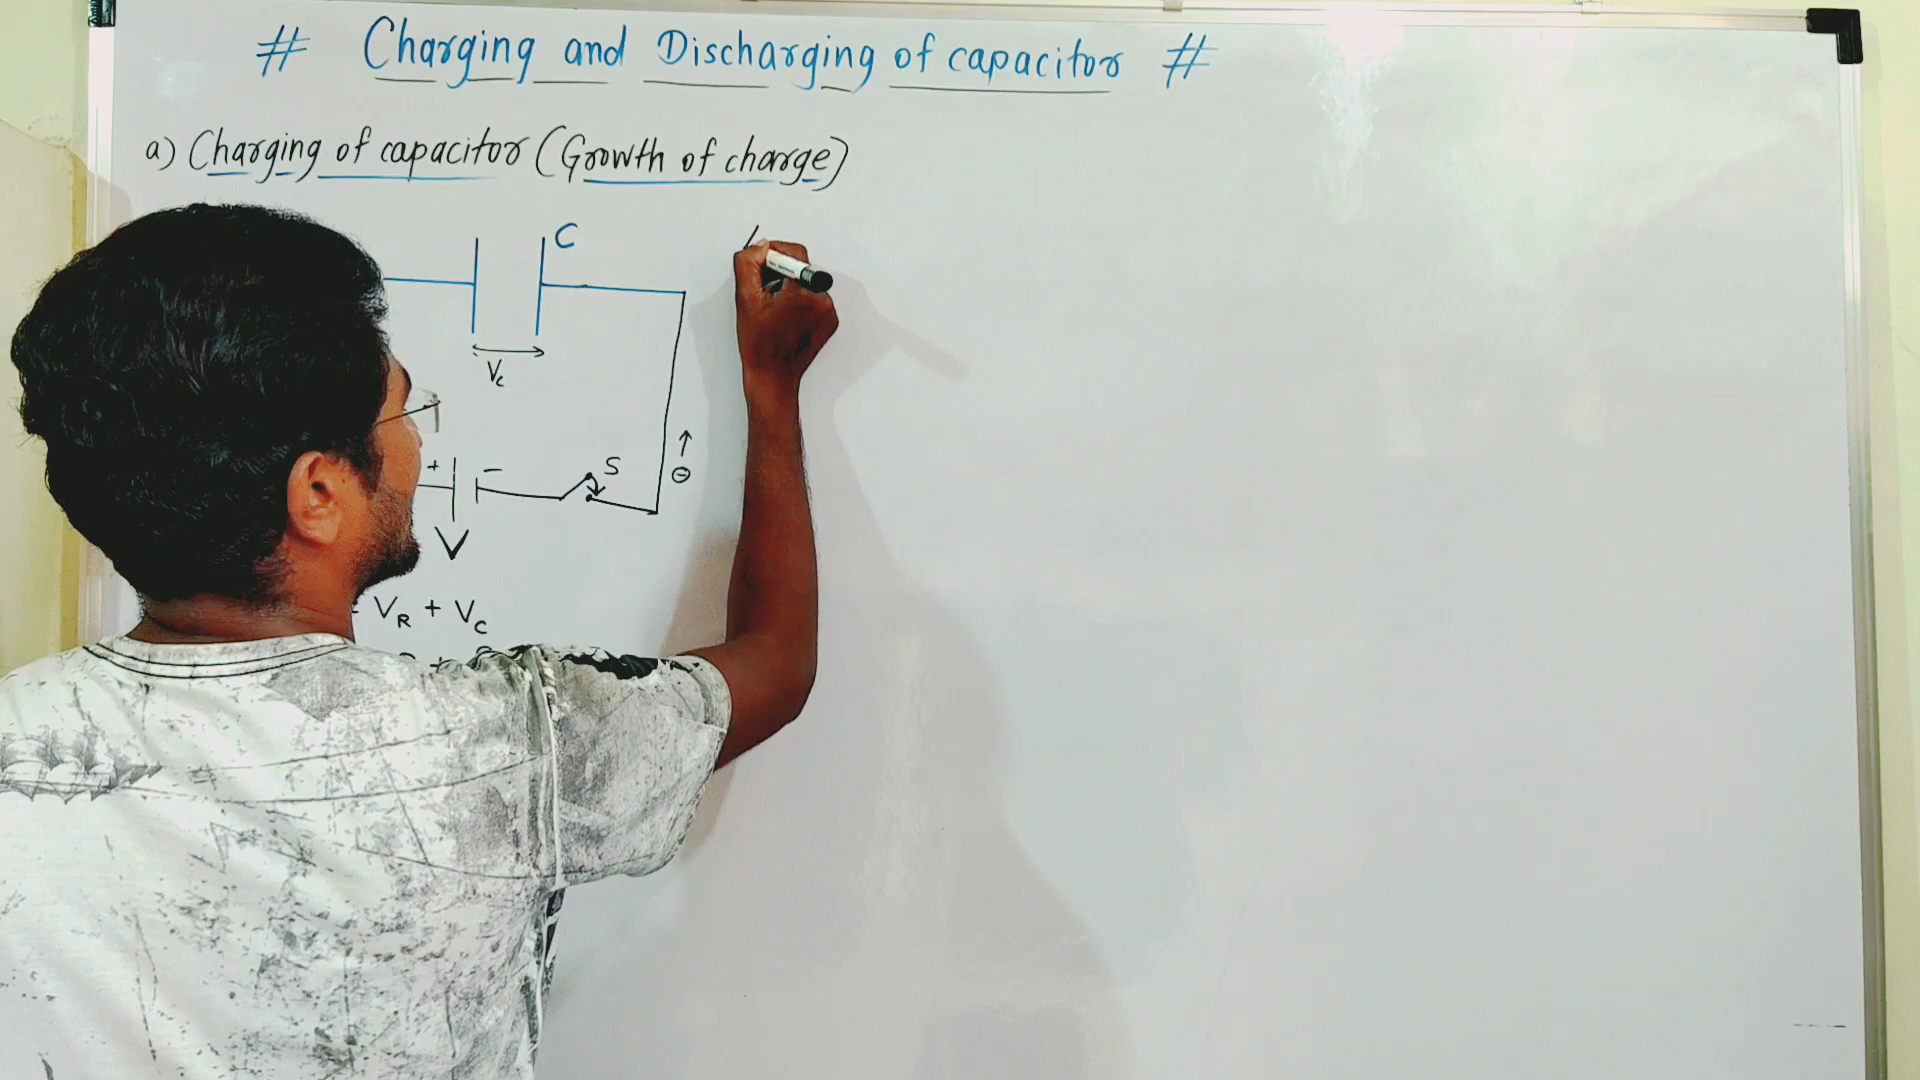 # Charging and Discharging of capacitor #
a) Charging of capacitor (Growth of charge)
C
Vc
+ − S
⊖
V
VR + Vc